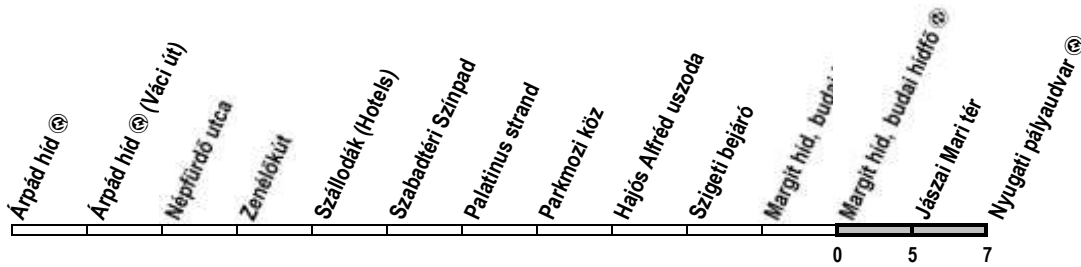 Árpád híd
Árpád híd (Váci út)
Népfürdő utca
Zenélőkút
Szállodák (Hotels)
Szabadtéri Színpad
Palatinus strand
Parkmozi köz
Hajós Alfréd uszoda
Szigeti bejáró
Margit híd, budai
Margit híd, budai hídfő
Jászai Mari tér
Nyugati pályaudvar
0 5 7